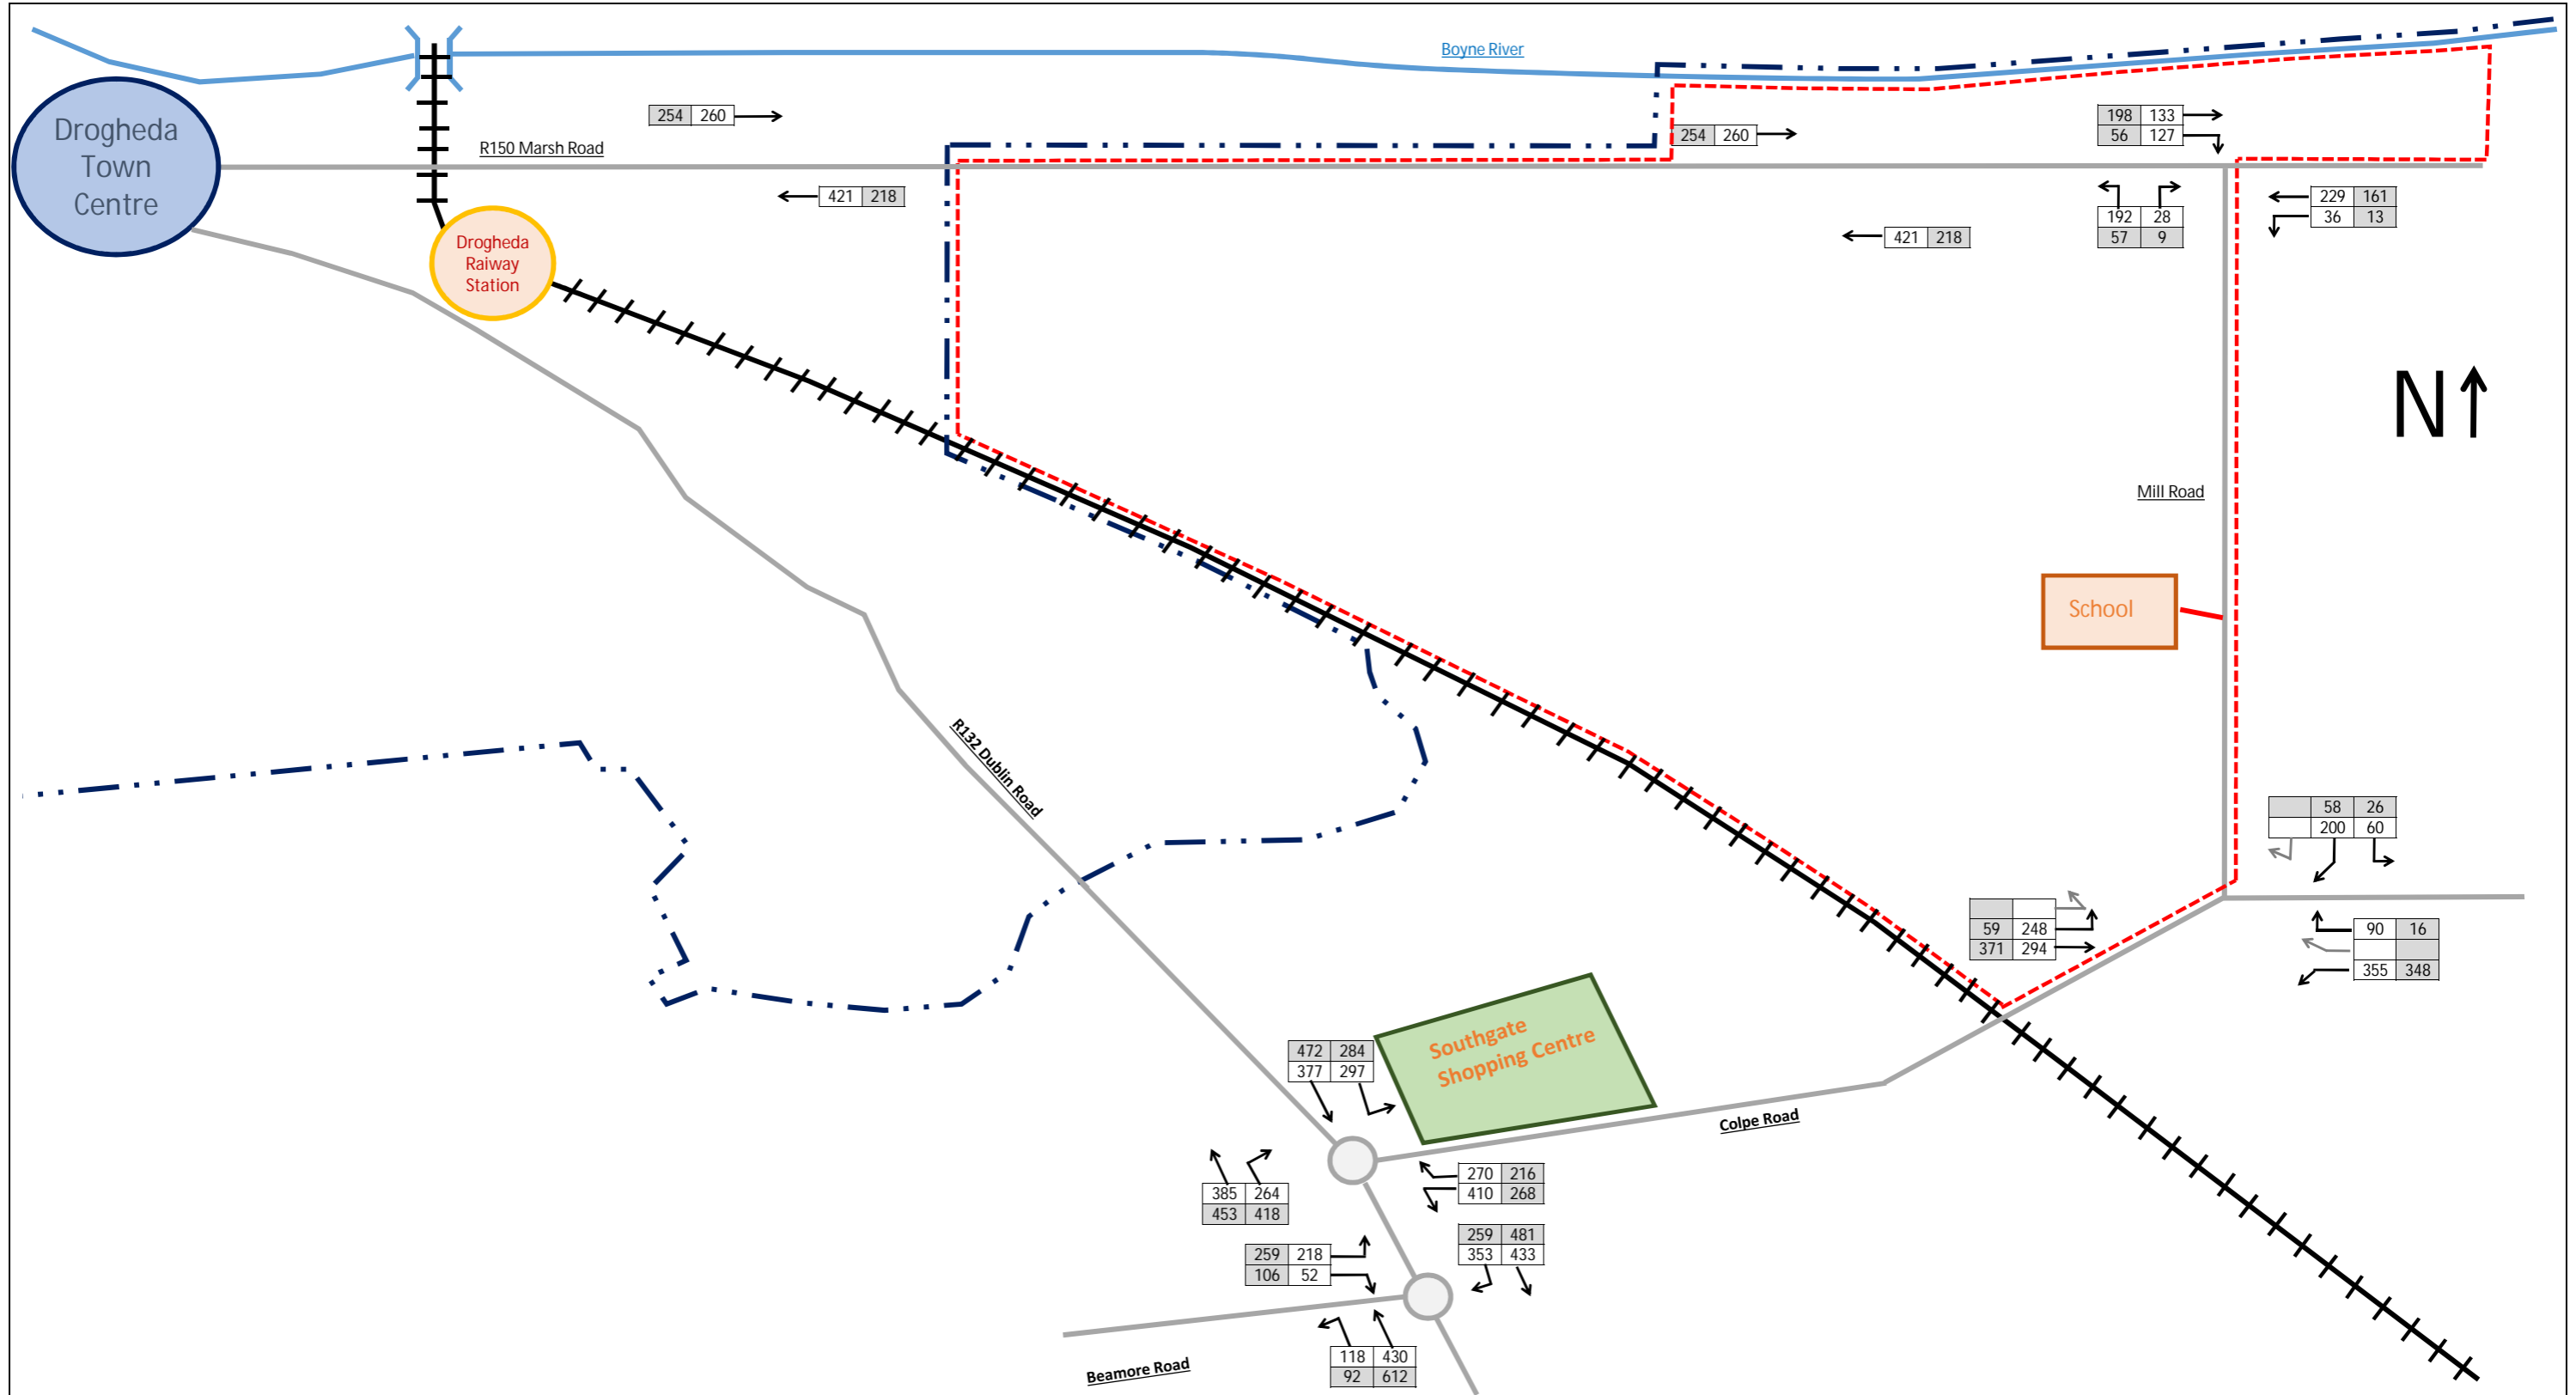 Boyne River
Drogheda
Town
Centre
R150 Marsh Road
254 260
254 260
198 133
56 127
421 218
421 218
192 28
57 9
229 161
36 13
Drogheda
Raiway
Station
N
Mill Road
School
R132 Dublin Road
58 26
200 60
59 248
371 294
90 16
355 348
Southgate
Shopping Centre
472 284
377 297
Colpe Road
385 264
453 418
270 216
410 268
259 218
106 52
259 481
353 433
118 430
92 612
Beamore Road